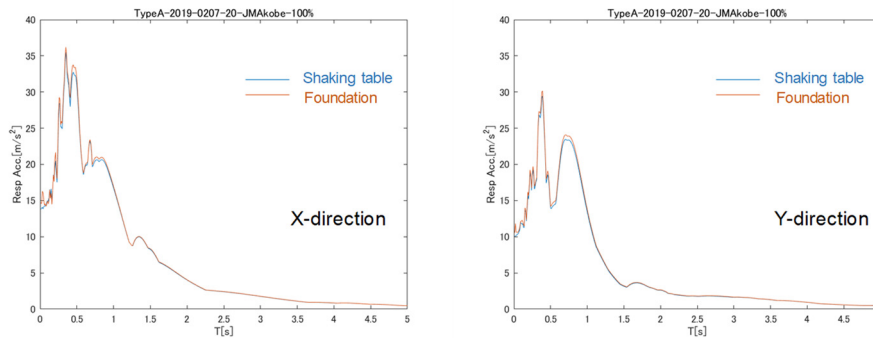 TypeA-2019-0207-20-JMAkobe-100%
40
35
30
25
20
15
10
5
0
Resp Acc.[m/s²]
Shaking table
Foundation
X-direction
0 0.5 1 1.5 2 2.5 3 3.5 4 4.5 5
T[s]
TypeA-2019-0207-20-JMAkobe-100%
40
35
30
25
20
15
10
5
0
Resp Acc.[m/s²]
Shaking table
Foundation
Y-direction
0 0.5 1 1.5 2 2.5 3 3.5 4 4.5
T[s]